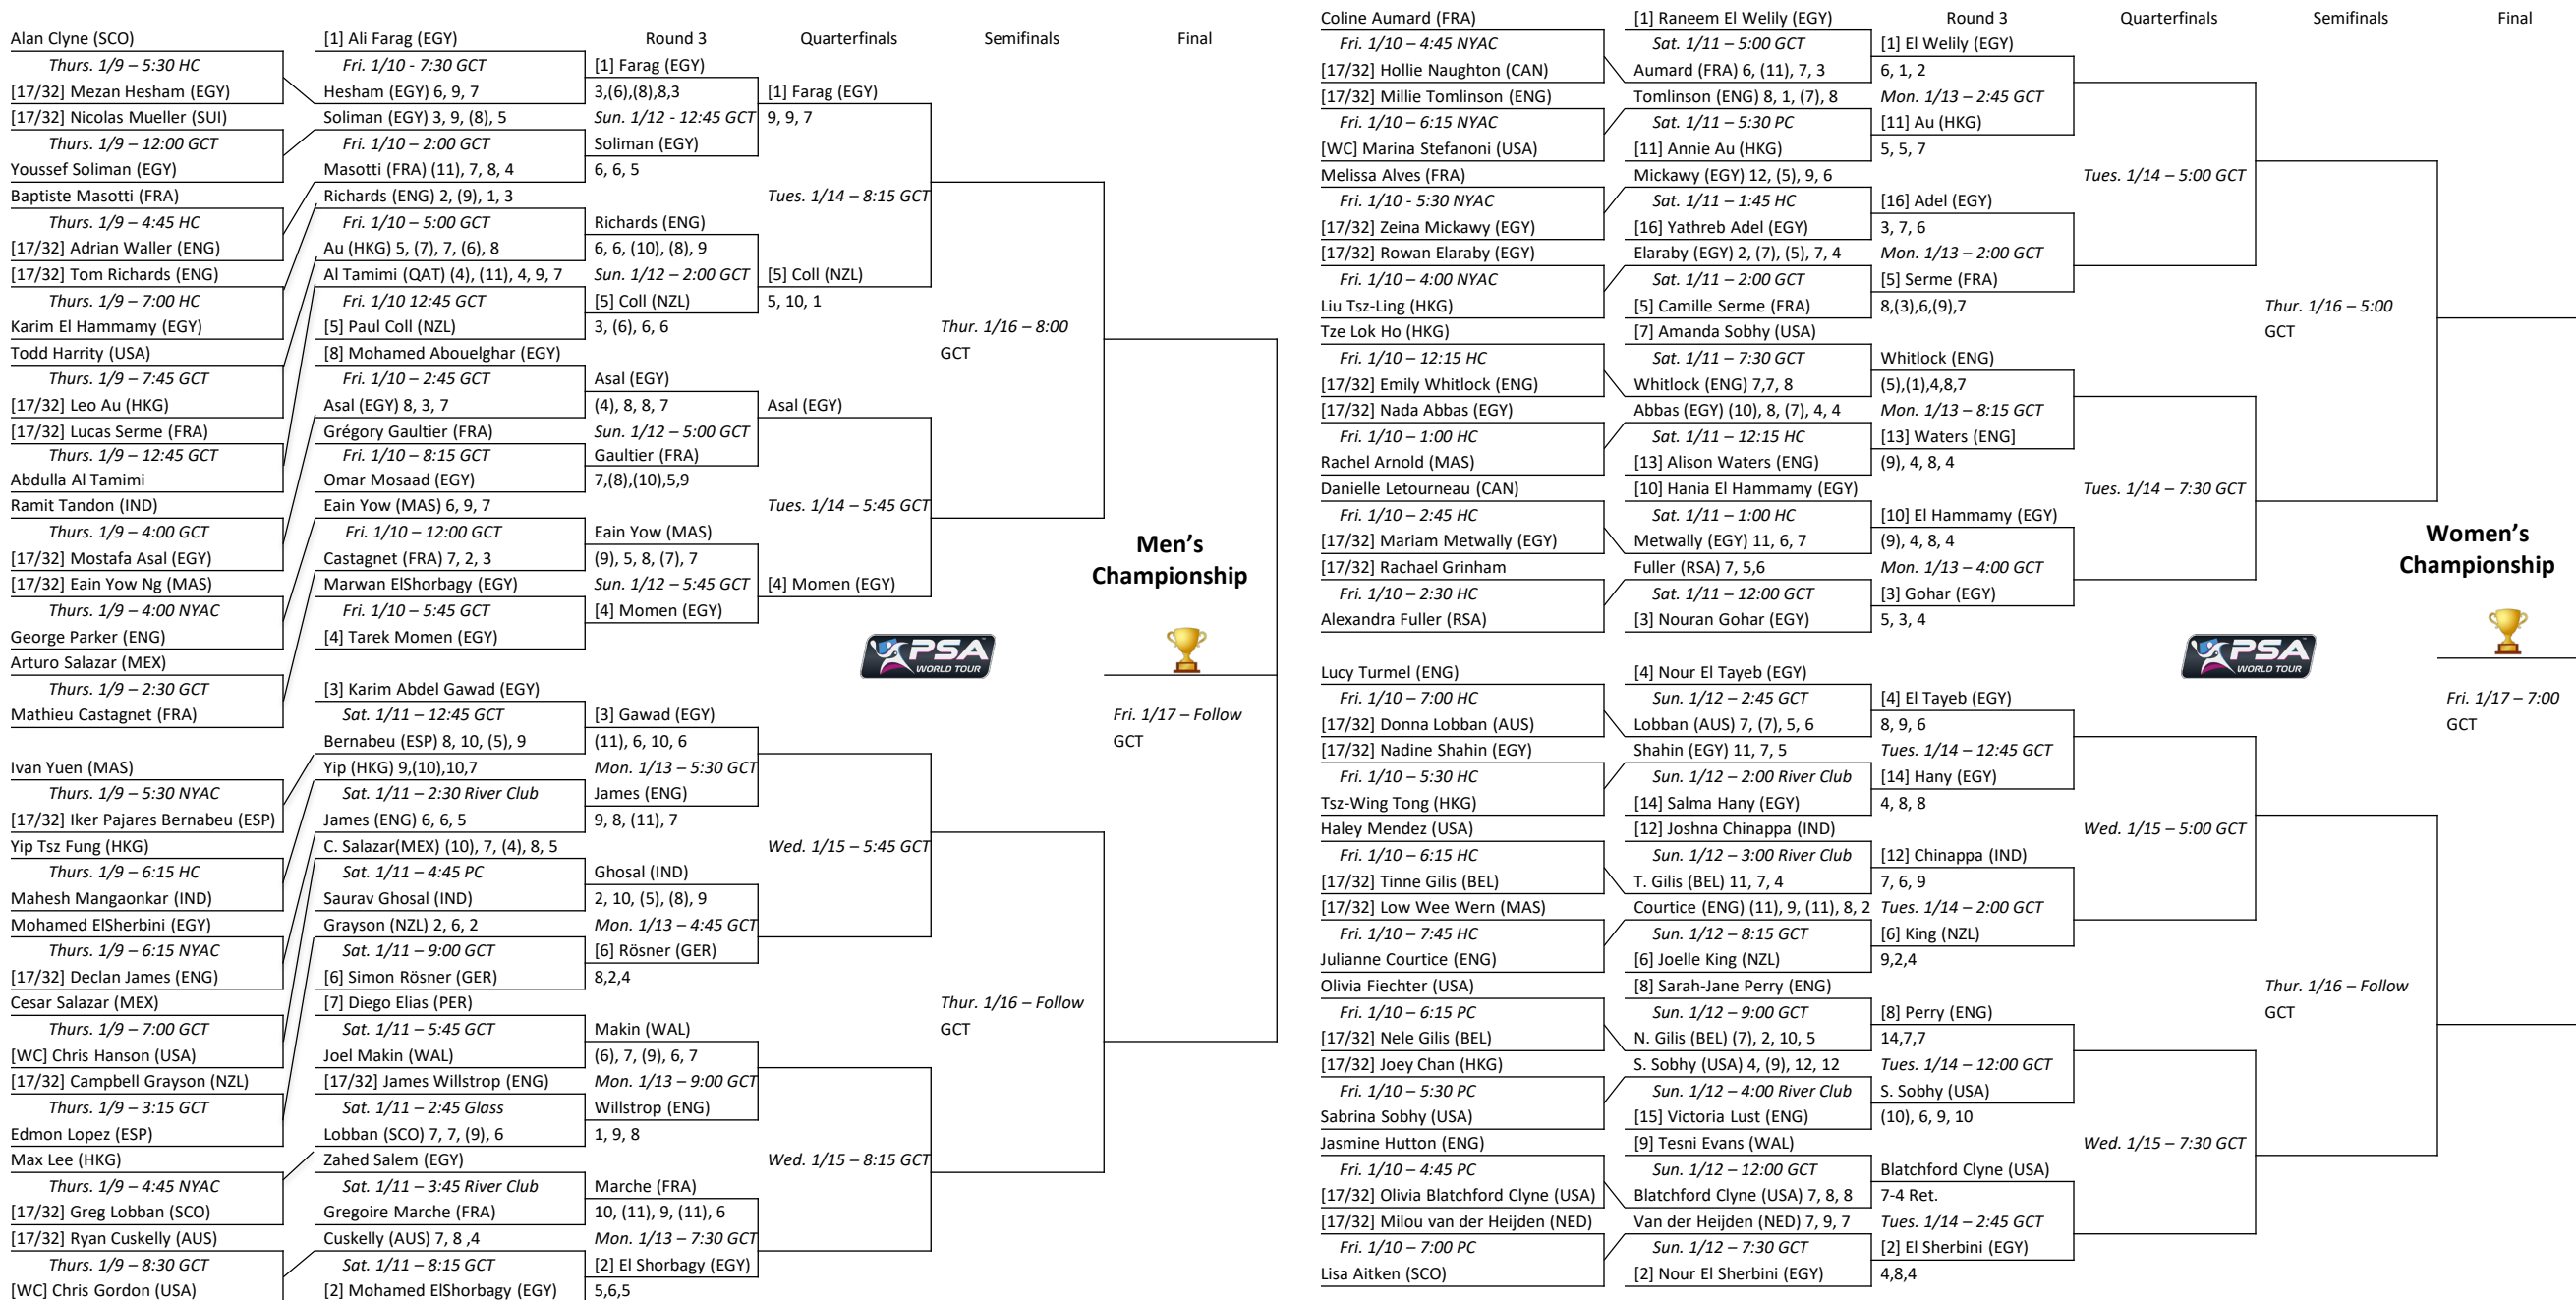 Alan Clyne (SCO)
Thurs. 1/9 – 5:30 HC
[17/32] Mezan Hesham (EGY)
[17/32] Nicolas Mueller (SUI)
Thurs. 1/9 – 12:00 GCT
Youssef Soliman (EGY)
Baptiste Masotti (FRA)
Thurs. 1/9 – 4:45 HC
[17/32] Adrian Waller (ENG)
[17/32] Tom Richards (ENG)
Thurs. 1/9 – 7:00 HC
Karim El Hammamy (EGY)
Todd Harrity (USA)
Thurs. 1/9 – 7:45 GCT
[17/32] Leo Au (HKG)
[17/32] Lucas Serme (FRA)
Thurs. 1/9 – 12:45 GCT
Abdulla Al Tamimi
Ramit Tandon (IND)
Thurs. 1/9 – 4:00 GCT
[17/32] Mostafa Asal (EGY)
[17/32] Eain Yow Ng (MAS)
Thurs. 1/9 – 4:00 NYAC
George Parker (ENG)
Arturo Salazar (MEX)
Thurs. 1/9 – 2:30 GCT
Mathieu Castagnet (FRA)
Ivan Yuen (MAS)
Thurs. 1/9 – 5:30 NYAC
[17/32] Iker Pajares Bernabeu (ESP)
Yip Tsz Fung (HKG)
Thurs. 1/9 – 6:15 HC
Mahesh Mangaonkar (IND)
Mohamed ElSherbini (EGY)
Thurs. 1/9 – 6:15 NYAC
[17/32] Declan James (ENG)
Cesar Salazar (MEX)
Thurs. 1/9 – 7:00 GCT
[WC] Chris Hanson (USA)
[17/32] Campbell Grayson (NZL)
Thurs. 1/9 – 3:15 GCT
Edmon Lopez (ESP)
Max Lee (HKG)
Thurs. 1/9 – 4:45 NYAC
[17/32] Greg Lobban (SCO)
[17/32] Ryan Cuskelly (AUS)
Thurs. 1/9 – 8:30 GCT
[WC] Chris Gordon (USA)
[1] Ali Farag (EGY)
Fri. 1/10 - 7:30 GCT
Hesham (EGY) 6, 9, 7
Soliman (EGY) 3, 9, (8), 5
Fri. 1/10 – 2:00 GCT
Masotti (FRA) (11), 7, 8, 4
Richards (ENG) 2, (9), 1, 3
Fri. 1/10 – 5:00 GCT
Au (HKG) 5, (7), 7, (6), 8
Al Tamimi (QAT) (4), (11), 4, 9, 7
Fri. 1/10 12:45 GCT
[5] Paul Coll (NZL)
[8] Mohamed Abouelghar (EGY)
Fri. 1/10 – 2:45 GCT
Asal (EGY) 8, 3, 7
Grégory Gaultier (FRA)
Fri. 1/10 – 8:15 GCT
Omar Mosaad (EGY)
Eain Yow (MAS) 6, 9, 7
Fri. 1/10 – 12:00 GCT
Castagnet (FRA) 7, 2, 3
Marwan ElShorbagy (EGY)
Fri. 1/10 – 5:45 GCT
[4] Tarek Momen (EGY)
[3] Karim Abdel Gawad (EGY)
Sat. 1/11 – 12:45 GCT
Bernabeu (ESP) 8, 10, (5), 9
Yip (HKG) 9,(10),10,7
Sat. 1/11 – 2:30 River Club
James (ENG) 6, 6, 5
C. Salazar(MEX) (10), 7, (4), 8, 5
Sat. 1/11 – 4:45 PC
Saurav Ghosal (IND)
Grayson (NZL) 2, 6, 2
Sat. 1/11 – 9:00 GCT
[6] Simon Rösner (GER)
[7] Diego Elias (PER)
Sat. 1/11 – 5:45 GCT
Joel Makin (WAL)
[17/32] James Willstrop (ENG)
Sat. 1/11 – 2:45 Glass
Lobban (SCO) 7, 7, (9), 6
Zahed Salem (EGY)
Sat. 1/11 – 3:45 River Club
Gregoire Marche (FRA)
Cuskelly (AUS) 7, 8 ,4
Sat. 1/11 – 8:15 GCT
[2] Mohamed ElShorbagy (EGY)
Round 3
[1] Farag (EGY)
3,(6),(8),8,3
Sun. 1/12 - 12:45 GCT
Soliman (EGY)
6, 6, 5
Richards (ENG)
6, 6, (10), (8), 9
Sun. 1/12 – 2:00 GCT
[5] Coll (NZL)
3, (6), 6, 6
Asal (EGY)
(4), 8, 8, 7
Sun. 1/12 – 5:00 GCT
Gaultier (FRA)
7,(8),(10),5,9
Eain Yow (MAS)
(9), 5, 8, (7), 7
Sun. 1/12 – 5:45 GCT
[4] Momen (EGY)
[3] Gawad (EGY)
(11), 6, 10, 6
Mon. 1/13 – 5:30 GCT
James (ENG)
9, 8, (11), 7
Ghosal (IND)
2, 10, (5), (8), 9
Mon. 1/13 – 4:45 GCT
[6] Rösner (GER)
8,2,4
Makin (WAL)
(6), 7, (9), 6, 7
Mon. 1/13 – 9:00 GCT
Willstrop (ENG)
1, 9, 8
Marche (FRA)
10, (11), 9, (11), 6
Mon. 1/13 – 7:30 GCT
[2] El Shorbagy (EGY)
5,6,5
Quarterfinals
[1] Farag (EGY)
9, 9, 7
Tues. 1/14 – 8:15 GCT
[5] Coll (NZL)
5, 10, 1
Asal (EGY)
Tues. 1/14 – 5:45 GCT
[4] Momen (EGY)
Wed. 1/15 – 5:45 GCT
Wed. 1/15 – 8:15 GCT
Semifinals
Thur. 1/16 – 8:00
GCT
PSA
WORLD TOUR
Thur. 1/16 – Follow
GCT
Final
Men's
Championship
Fri. 1/17 – Follow
GCT
Coline Aumard (FRA)
Fri. 1/10 – 4:45 NYAC
[17/32] Hollie Naughton (CAN)
[17/32] Millie Tomlinson (ENG)
Fri. 1/10 – 6:15 NYAC
[WC] Marina Stefanoni (USA)
Melissa Alves (FRA)
Fri. 1/10 - 5:30 NYAC
[17/32] Zeina Mickawy (EGY)
[17/32] Rowan Elaraby (EGY)
Fri. 1/10 – 4:00 NYAC
Liu Tsz-Ling (HKG)
Tze Lok Ho (HKG)
Fri. 1/10 – 12:15 HC
[17/32] Emily Whitlock (ENG)
[17/32] Nada Abbas (EGY)
Fri. 1/10 – 1:00 HC
Rachel Arnold (MAS)
Danielle Letourneau (CAN)
Fri. 1/10 – 2:45 HC
[17/32] Mariam Metwally (EGY)
[17/32] Rachael Grinham
Fri. 1/10 – 2:30 HC
Alexandra Fuller (RSA)
Lucy Turmel (ENG)
Fri. 1/10 – 7:00 HC
[17/32] Donna Lobban (AUS)
[17/32] Nadine Shahin (EGY)
Fri. 1/10 – 5:30 HC
Tsz-Wing Tong (HKG)
Haley Mendez (USA)
Fri. 1/10 – 6:15 HC
[17/32] Tinne Gilis (BEL)
[17/32] Low Wee Wern (MAS)
Fri. 1/10 – 7:45 HC
Julianne Courtice (ENG)
Olivia Fiechter (USA)
Fri. 1/10 – 6:15 PC
[17/32] Nele Gilis (BEL)
[17/32] Joey Chan (HKG)
Fri. 1/10 – 5:30 PC
Sabrina Sobhy (USA)
Jasmine Hutton (ENG)
Fri. 1/10 – 4:45 PC
[17/32] Olivia Blatchford Clyne (USA)
[17/32] Milou van der Heijden (NED)
Fri. 1/10 – 7:00 PC
Lisa Aitken (SCO)
[1] Raneem El Welily (EGY)
Sat. 1/11 – 5:00 GCT
Aumard (FRA) 6, (11), 7, 3
Tomlinson (ENG) 8, 1, (7), 8
Sat. 1/11 – 5:30 PC
[11] Annie Au (HKG)
Mickawy (EGY) 12, (5), 9, 6
Sat. 1/11 – 1:45 HC
[16] Yathreb Adel (EGY)
Elaraby (EGY) 2, (7), (5), 7, 4
Sat. 1/11 – 2:00 GCT
[5] Camille Serme (FRA)
[7] Amanda Sobhy (USA)
Sat. 1/11 – 7:30 GCT
Whitlock (ENG) 7,7, 8
Abbas (EGY) (10), 8, (7), 4, 4
Sat. 1/11 – 12:15 HC
[13] Alison Waters (ENG)
[10] Hania El Hammamy (EGY)
Sat. 1/11 – 1:00 HC
Metwally (EGY) 11, 6, 7
Fuller (RSA) 7, 5,6
Sat. 1/11 – 12:00 GCT
[3] Nouran Gohar (EGY)
[4] Nour El Tayeb (EGY)
Sun. 1/12 – 2:45 GCT
Lobban (AUS) 7, (7), 5, 6
Shahin (EGY) 11, 7, 5
Sun. 1/12 – 2:00 River Club
[14] Salma Hany (EGY)
[12] Joshna Chinappa (IND)
Sun. 1/12 – 3:00 River Club
T. Gilis (BEL) 11, 7, 4
Courtice (ENG) (11), 9, (11), 8, 2
Sun. 1/12 – 8:15 GCT
[6] Joelle King (NZL)
[8] Sarah-Jane Perry (ENG)
Sun. 1/12 – 9:00 GCT
N. Gilis (BEL) (7), 2, 10, 5
S. Sobhy (USA) 4, (9), 12, 12
Sun. 1/12 – 4:00 River Club
[15] Victoria Lust (ENG)
[9] Tesni Evans (WAL)
Sun. 1/12 – 12:00 GCT
Blatchford Clyne (USA) 7, 8, 8
Van der Heijden (NED) 7, 9, 7
Sun. 1/12 – 7:30 GCT
[2] Nour El Sherbini (EGY)
Round 3
[1] El Welily (EGY)
6, 1, 2
Mon. 1/13 – 2:45 GCT
[11] Au (HKG)
5, 5, 7
[16] Adel (EGY)
3, 7, 6
Mon. 1/13 – 2:00 GCT
[5] Serme (FRA)
8,(3),6,(9),7
Whitlock (ENG)
(5),(1),4,8,7
Mon. 1/13 – 8:15 GCT
[13] Waters (ENG]
(9), 4, 8, 4
[10] El Hammamy (EGY)
(9), 4, 8, 4
Mon. 1/13 – 4:00 GCT
[3] Gohar (EGY)
5, 3, 4
[4] El Tayeb (EGY)
8, 9, 6
Tues. 1/14 – 12:45 GCT
[14] Hany (EGY)
4, 8, 8
[12] Chinappa (IND)
7, 6, 9
Tues. 1/14 – 2:00 GCT
[6] King (NZL)
9,2,4
[8] Perry (ENG)
14,7,7
Tues. 1/14 – 12:00 GCT
S. Sobhy (USA)
(10), 6, 9, 10
Blatchford Clyne (USA)
7-4 Ret.
Tues. 1/14 – 2:45 GCT
[2] El Sherbini (EGY)
4,8,4
Quarterfinals
Tues. 1/14 – 5:00 GCT
Tues. 1/14 – 7:30 GCT
Wed. 1/15 – 5:00 GCT
Wed. 1/15 – 7:30 GCT
Semifinals
Thur. 1/16 – 5:00
GCT
PSA
WORLD TOUR
Thur. 1/16 – Follow
GCT
Final
Women's
Championship
Fri. 1/17 – 7:00
GCT